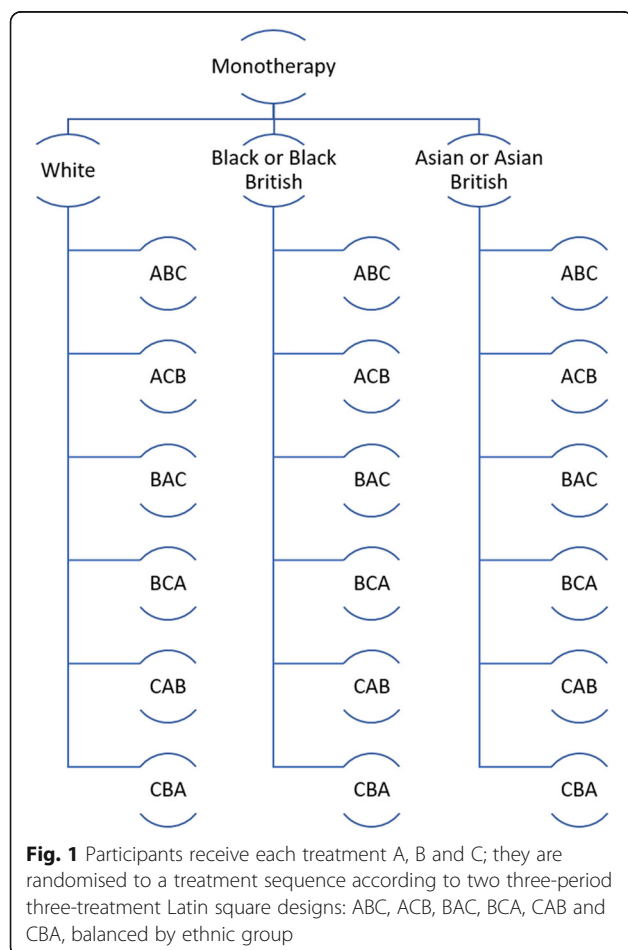 Monotherapy
White
Black or Black
British
Asian or Asian
British
ABC
ABC
ABC
ACB
ACB
ACB
BAC
BAC
BAC
BCA
BCA
BCA
CAB
CAB
CAB
CBA
CBA
CBA
Fig. 1 Participants receive each treatment A, B and C; they are
randomised to a treatment sequence according to two three-period
three-treatment Latin square designs: ABC, ACB, BAC, BCA, CAB and
CBA, balanced by ethnic group